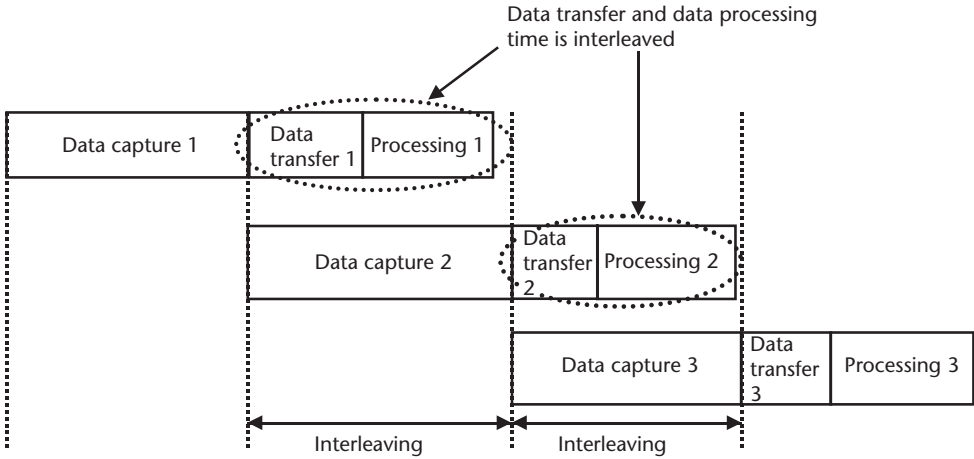 Data transfer and data processing
time is interleaved
Data capture 1
Data
transfer 1
Processing 1
Data capture 2
Data
transfer
2
Processing 2
Data capture 3
Data
transfer
3
Processing 3
Interleaving
Interleaving